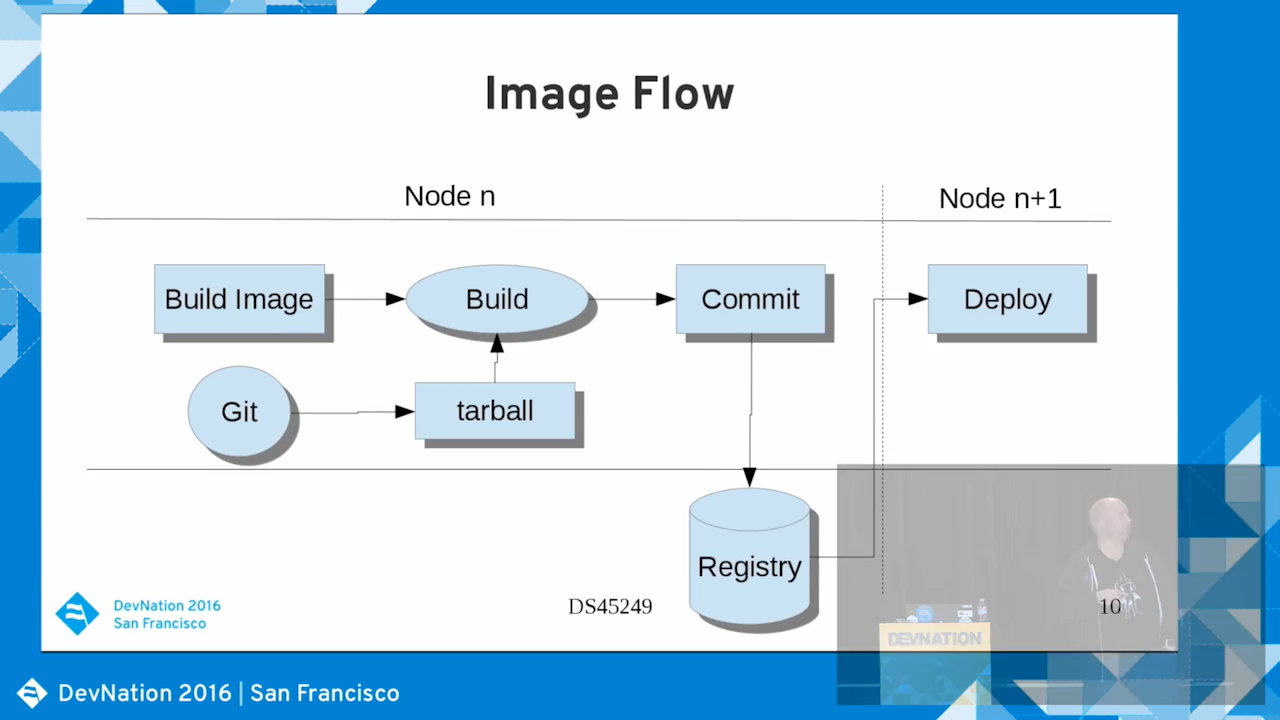 Image Flow
Node n
Node n+1
Build Image
Build
Commit
Deploy
Git
tarball
Registry
DevNation 2016
San Francisco
DS45249
10
DEVNATION
DevNation 2016 | San Francisco